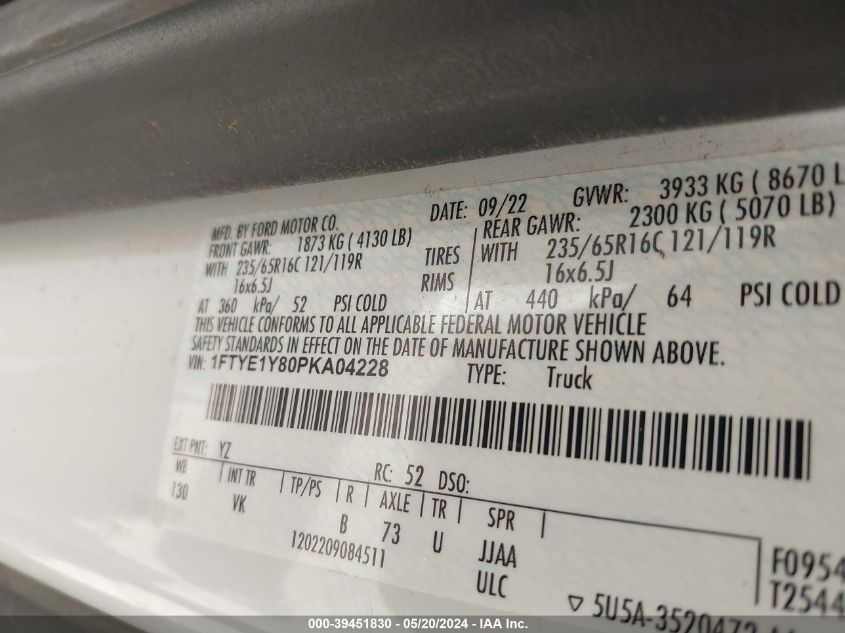 MFD. BY FORD MOTOR CO. DATE: 09/22 GVWR: 3933 KG ( 8670 L
FRONT GAWR: 1873 KG ( 4130 LB) REAR GAWR: 2300 KG ( 5070 LB)
WITH 235/65R16C 121/119R TIRES WITH 235/65R16C 121/119R
16x6.5J RIMS 16x6.5J
AT 360 kPa/ 52 PSI COLD AT 440 kPa/ 64 PSI COLD
THIS VEHICLE CONFORMS TO ALL APPLICABLE FEDERAL MOTOR VEHICLE
SAFETY STANDARDS IN EFFECT ON THE DATE OF MANUFACTURE SHOWN ABOVE.
VIN: 1FTYE1Y80PKA04228 TYPE: Truck
EXT PNT: YZ RC: 52 DSO:
WB INT TR TP/PS R AXLE TR SPR
130 VK B 73 U JJAA
1202209084511 ULC
F0954
T2544
5U5A-3520472
000-39451830 - 05/20/2024 - IAA Inc.